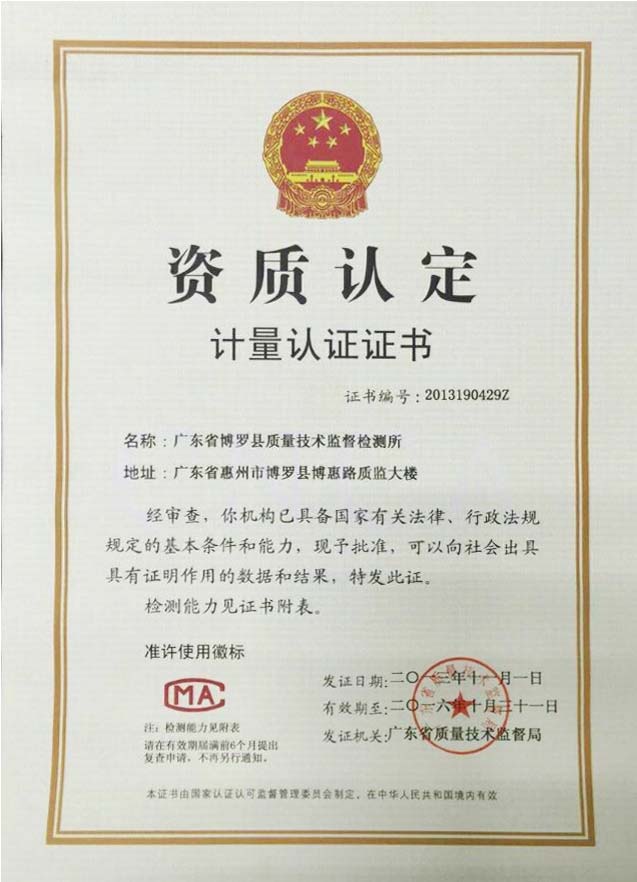 资质认定
计量认证证书
证书编号：2013190429Z
名称：广东省博罗县质量技术监督检测所
地址：广东省惠州市博罗县博惠路质监大楼
经审查，你机构已具备国家有关法律、行政法规
规定的基本条件和能力，现予批准，可以向社会出具
具有证明作用的数据和结果，特发此证。
检测能力见证书附表。
准许使用徽标
MA
注：检测能力见附表
请在有效期届满前6个月提出
复查申请，不再另行通知。
发证日期：二〇一三年十一月一日
有效期至：二〇一六年十月三十一日
发证机关：广东省质量技术监督局
本证书由国家认证认可监督管理委员会制定，在中华人民共和国境内有效